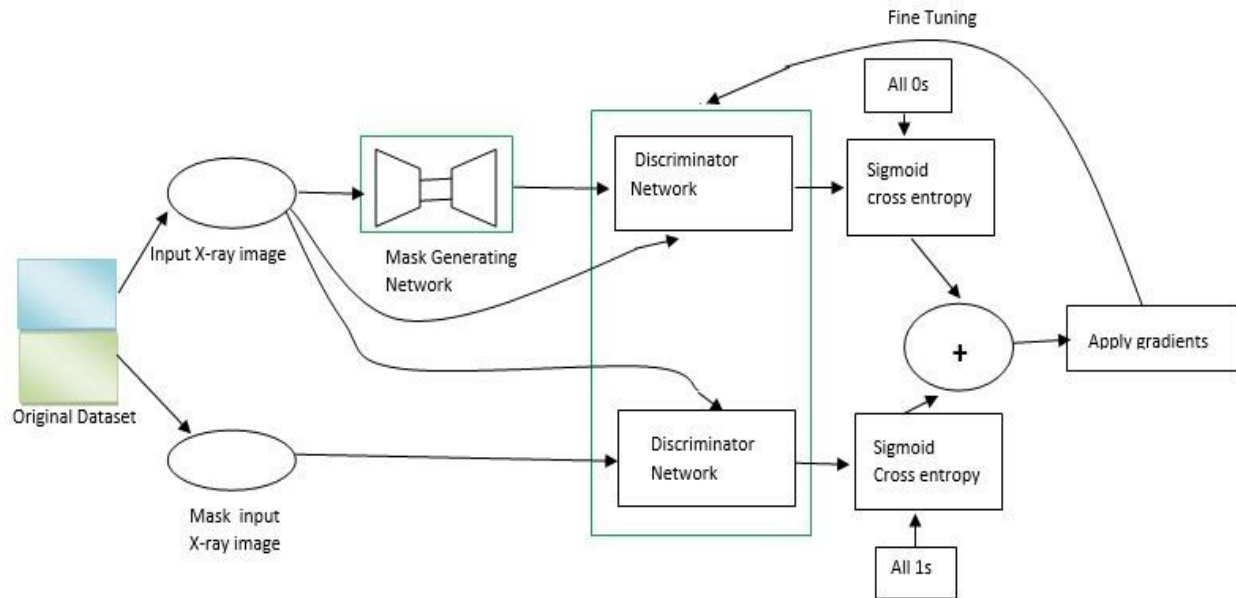 Fine Tuning
All 0s
Discriminator
Network
Sigmoid
cross entropy
Input X-ray image
Mask Generating
Network
+
Apply gradients
Original Dataset
Discriminator
Network
Sigmoid
Cross entropy
Mask input
X-ray image
All 1s